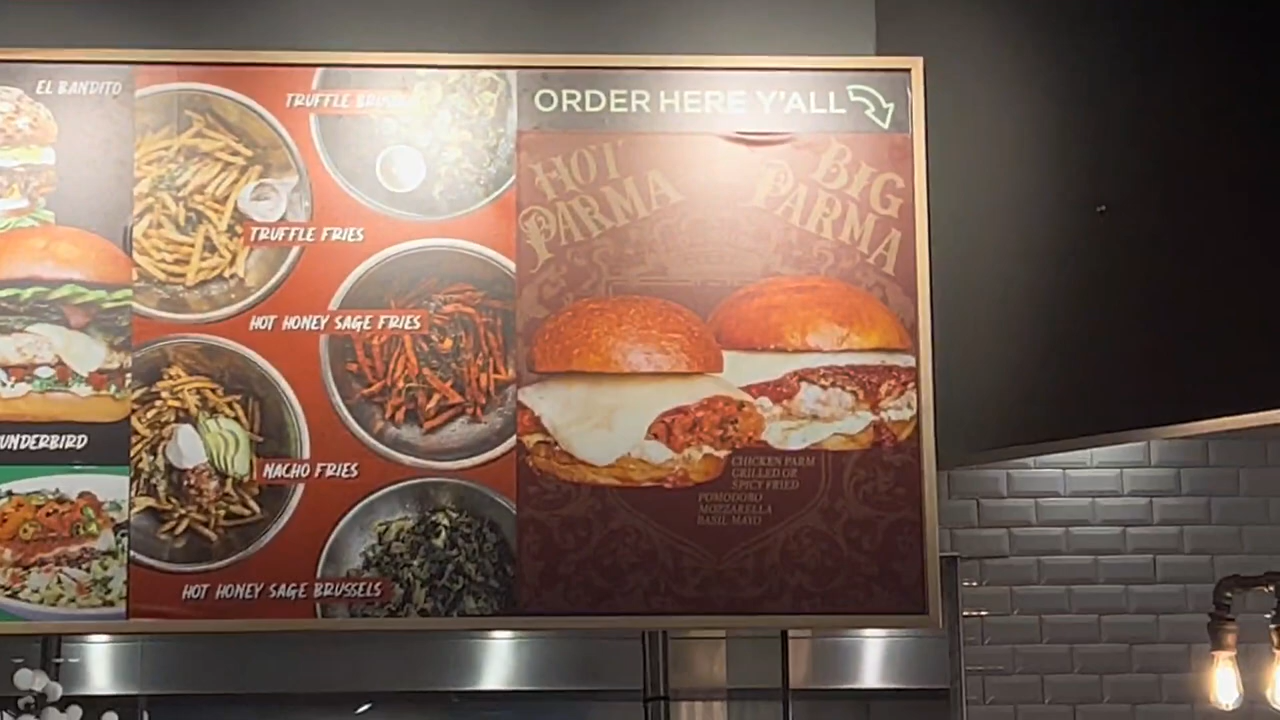 EL BANDITO
UNDERBIRD
TRUFFLE
TRUFFLE FRIES
HOT HONEY SAGE FRIES
NACHO FRIES
HOT HONEY SAGE BRUSSELS
ORDER HERE Y'ALL
HOT
PARMA
BIG
PARMA
CHICKEN PARM
GRILLED OR
SPICY FRIED
POMODORO
MOZZARELLA
BASIL MAYO